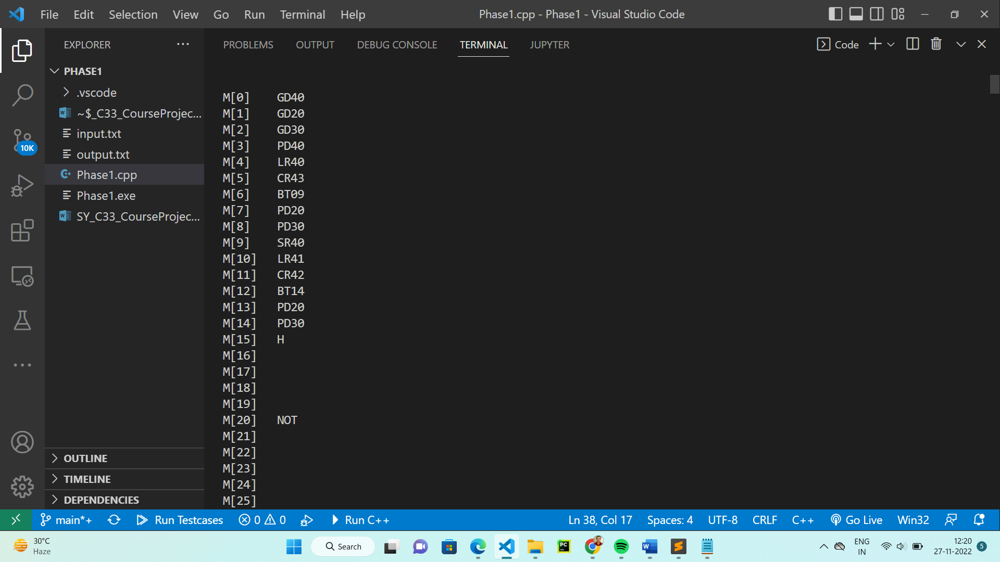 File Edit Selection View Go Run Terminal Help
Phase1.cpp - Phase1 - Visual Studio Code
EXPLORER
PHASE1
.vscode
~$_C33_CourseProjec...
input.txt
output.txt
Phase1.cpp
Phase1.exe
SY_C33_CourseProjec...
10K
OUTLINE
TIMELINE
DEPENDENCIES
PROBLEMS OUTPUT DEBUG CONSOLE TERMINAL JUPYTER
Code
M[0] GD40
M[1] GD20
M[2] GD30
M[3] PD40
M[4] LR40
M[5] CR43
M[6] BT09
M[7] PD20
M[8] PD30
M[9] SR40
M[10] LR41
M[11] CR42
M[12] BT14
M[13] PD20
M[14] PD30
M[15] H
M[16]
M[17]
M[18]
M[19]
M[20] NOT
M[21]
M[22]
M[23]
M[24]
M[25]
main*+ Run Testcases 0 0 Run C++ Ln 38, Col 17 Spaces: 4 UTF-8 CRLF C++ Go Live Win32
30°C
Haze
Search
PC
ENG
IN
12:20
27-11-2022
5